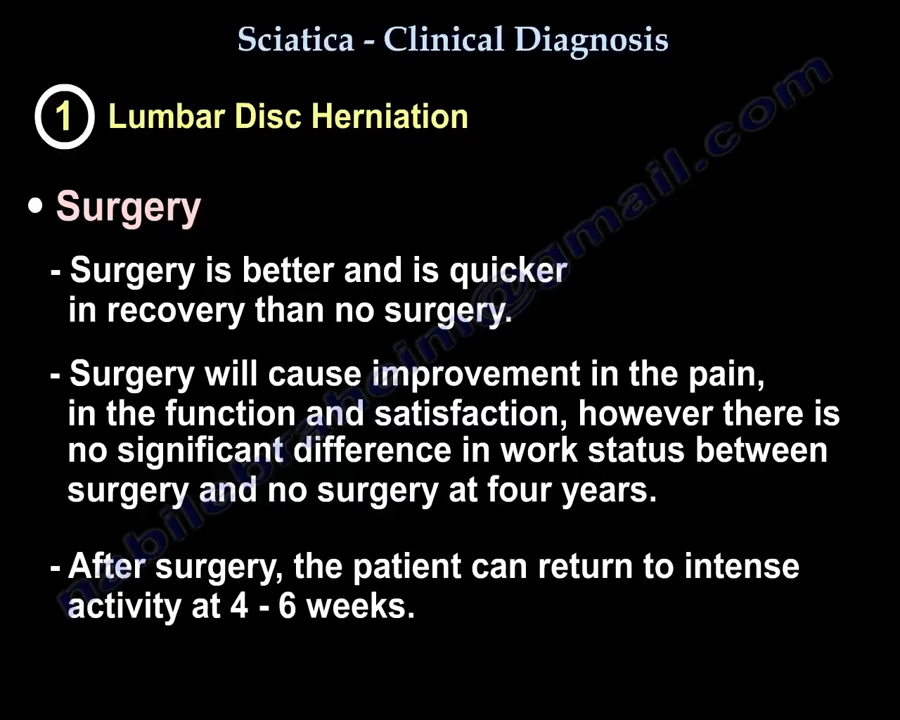 Sciatica - Clinical Diagnosis
1 Lumbar Disc Herniation
• Surgery
- Surgery is better and is quicker
in recovery than no surgery.
- Surgery will cause improvement in the pain,
in the function and satisfaction, however there is
no significant difference in work status between
surgery and no surgery at four years.
- After surgery, the patient can return to intense
activity at 4 - 6 weeks.
nabilebraheim@gmail.com